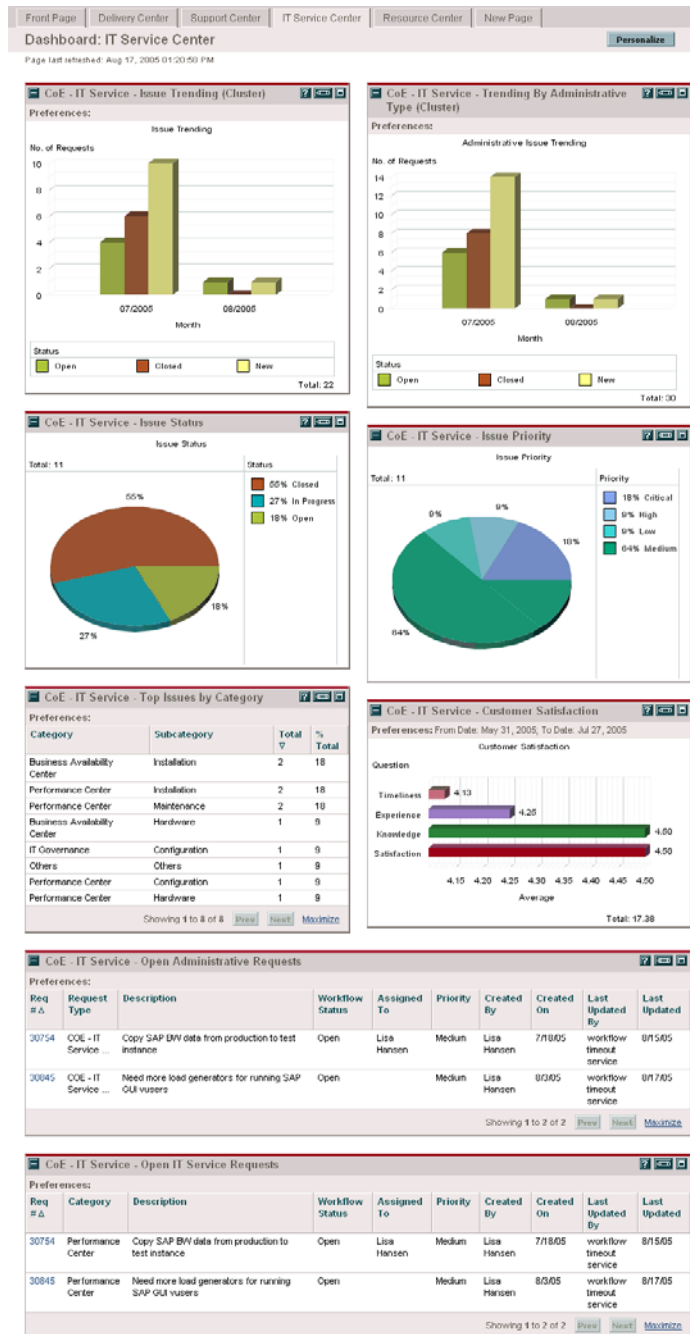 Front Page Delivery Center Support Center IT Service Center Resource Center New Page
Dashboard: IT Service Center Personalize
Page last refreshed: Aug 17, 2005 01:20:58 PM
CoE - IT Service - Issue Trending (Cluster)
Preferences:
Issue Trending
No. of Requests
10
8
6
4
2
0
07/2005 08/2005
Month
Status
Open Closed New
Total: 22
CoE - IT Service - Trending By Administrative
Type (Cluster)
Preferences:
Administrative Issue Trending
No. of Requests
14
12
10
8
6
4
2
0
07/2005 08/2005
Month
Status
Open Closed New
Total: 30
CoE - IT Service - Issue Status
Issue Status
Total: 11
Status
55% Closed
27% In Progress
18% Open
55%
18%
27%
CoE - IT Service - Issue Priority
Issue Priority
Total: 11
Priority
18% Critical
9% High
9% Low
64% Medium
9%
9%
18%
64%
CoE - IT Service - Top Issues by Category
Preferences:
Category Subcategory Total % Total
Business Availability Center Installation 2 18
Performance Center Installation 2 18
Performance Center Maintenance 2 18
Business Availability Center Hardware 1 9
IT Governance Configuration 1 9
Others Others 1 9
Performance Center Configuration 1 9
Performance Center Hardware 1 9
Showing 1 to 8 of 8 Prev Next Maximize
CoE - IT Service - Customer Satisfaction
Preferences: From Date: May 31, 2005, To Date: Jul 27, 2005
Customer Satisfaction
Question
Timeliness 4.13
Experience 4.25
Knowledge 4.50
Satisfaction 4.50
4.15 4.20 4.25 4.30 4.35 4.40 4.45 4.50
Average
Total: 17.38
CoE - IT Service - Open Administrative Requests
Preferences:
Req # Request Type Description Workflow Status Assigned To Priority Created By Created On Last Updated By Last Updated
30754 COE - IT Service ... Copy SAP BW data from production to test instance Open Lisa Hansen Medium Lisa Hansen 7/18/05 workflow timeout service 8/15/05
30845 COE - IT Service ... Need more load generators for running SAP GUI vusers Open Medium Lisa Hansen 8/3/05 workflow timeout service 8/17/05
Showing 1 to 2 of 2 Prev Next Maximize
CoE - IT Service - Open IT Service Requests
Preferences:
Req # Category Description Workflow Status Assigned To Priority Created By Created On Last Updated By Last Updated
30754 Performance Center Copy SAP BW data from production to test instance Open Lisa Hansen Medium Lisa Hansen 7/18/05 workflow timeout service 8/15/05
30845 Performance Center Need more load generators for running SAP GUI vusers Open Medium Lisa Hansen 8/3/05 workflow timeout service 8/17/05
Showing 1 to 2 of 2 Prev Next Maximize